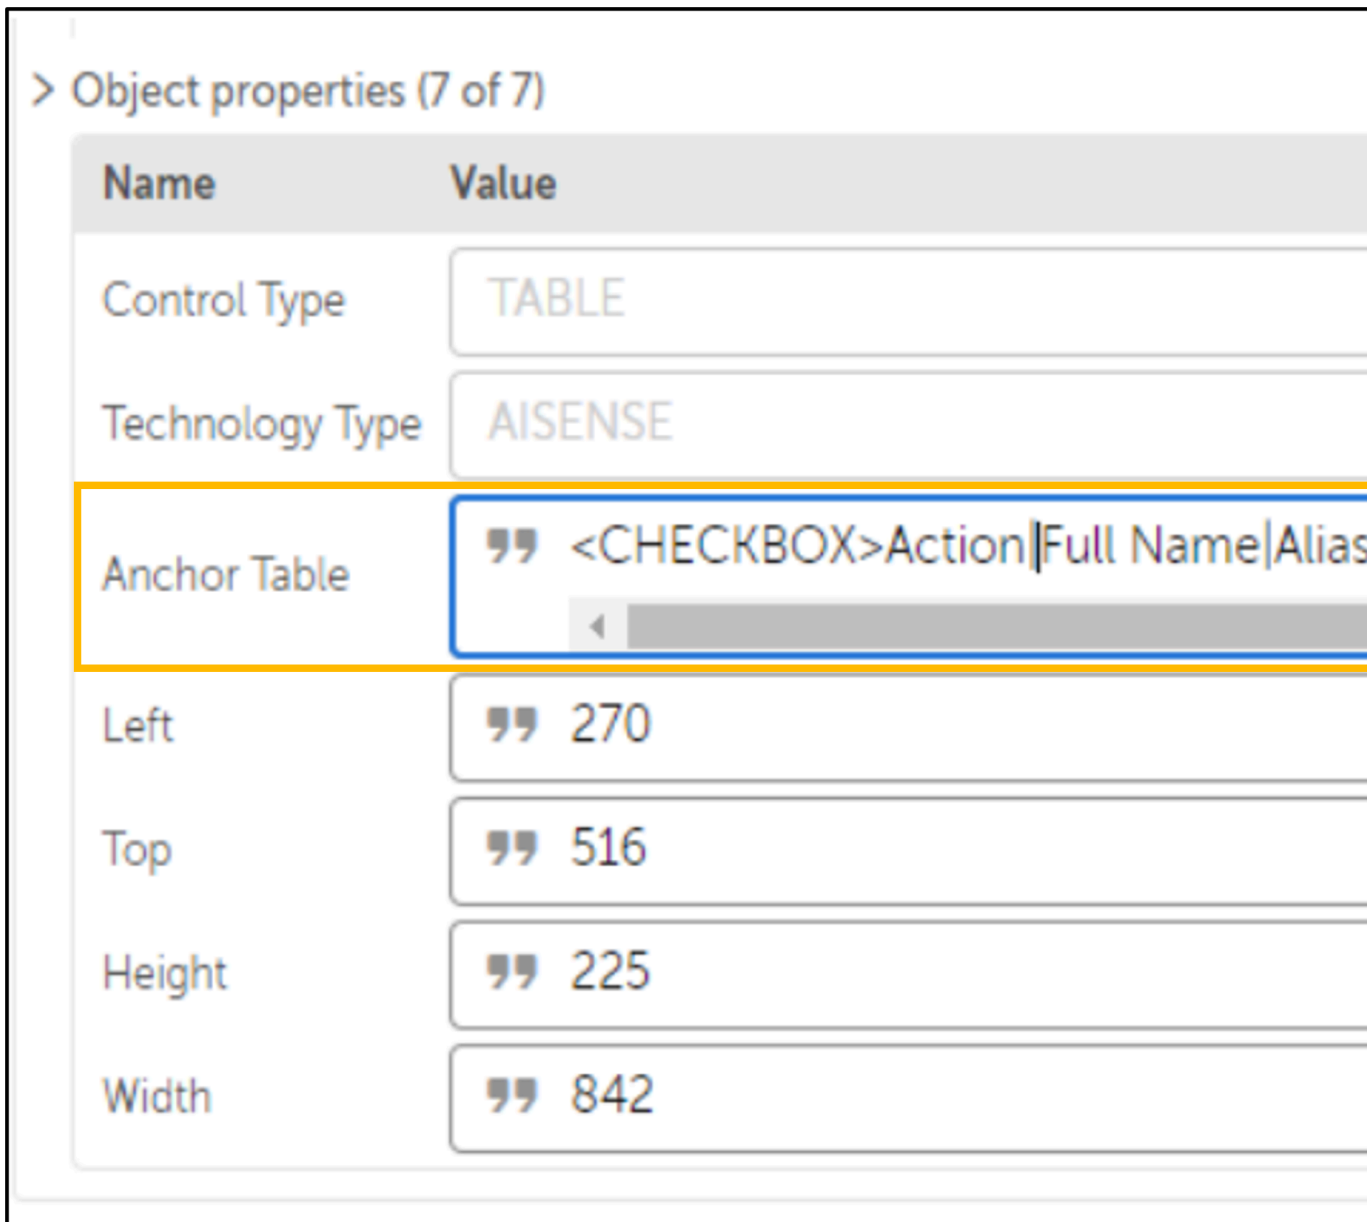 > Object properties (7 of 7)
Name Value
Control Type TABLE
Technology Type AISENSE
Anchor Table <CHECKBOX>Action|Full Name|Alias
Left 270
Top 516
Height 225
Width 842